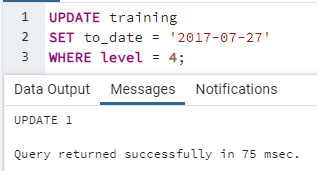 1 UPDATE training
2 SET to_date = '2017-07-27'
3 WHERE level = 4;
Data Output Messages Notifications
UPDATE 1
Query returned successfully in 75 msec.